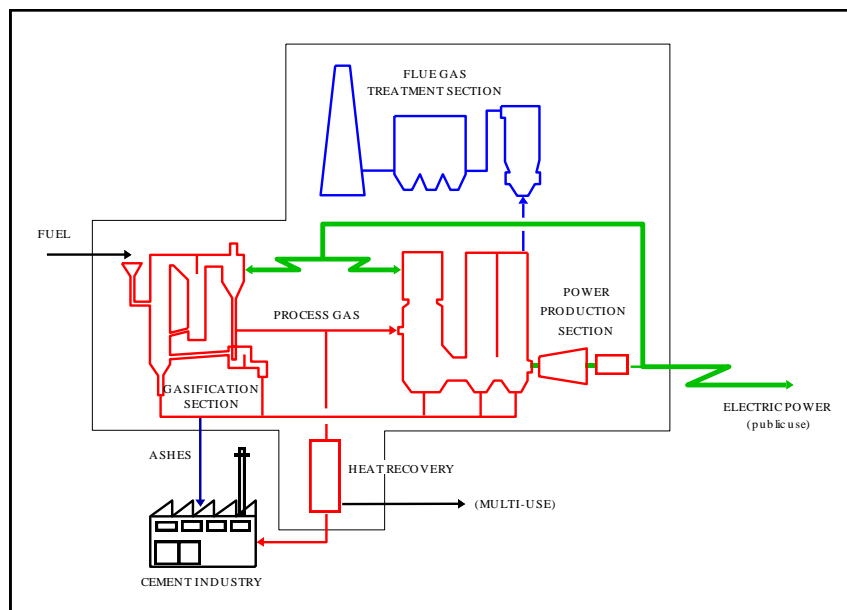 FLUE GAS
TREATMENT SECTION
FUEL
PROCESS GAS
POWER
PRODUCTION
SECTION
GASIFICATION
SECTION
ELECTRIC POWER
(public use)
ASHES
HEAT RECOVERY
(MULTI-USE)
CEMENT INDUSTRY